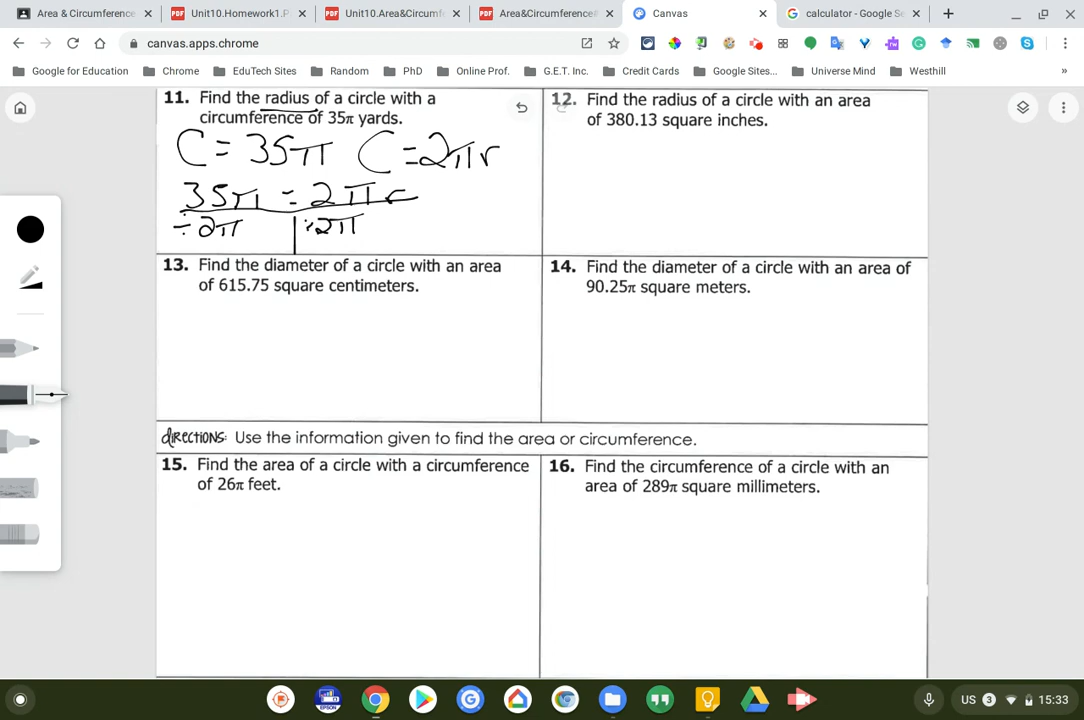 Area & Circumference
Unit10.Homework1.P
Unit10.Area&Circumf
Area&Circumference
Canvas
calculator - Google Se
canvas.apps.chrome
Google for Education
Chrome
EduTech Sites
Random
PhD
Online Prof.
G.E.T. Inc.
Credit Cards
Google Sites...
Universe Mind
Westhill
»
11. Find the radius of a circle with a
circumference of 35π yards.
C = 35π C = 2πr
35π = 2πr
÷2π ÷2π
12. Find the radius of a circle with an area
of 380.13 square inches.
13. Find the diameter of a circle with an area
of 615.75 square centimeters.
14. Find the diameter of a circle with an area of
90.25π square meters.
DIRECTIONS: Use the information given to find the area or circumference.
15. Find the area of a circle with a circumference
of 26π feet.
16. Find the circumference of a circle with an
area of 289π square millimeters.
EPSON
US 3 15:33